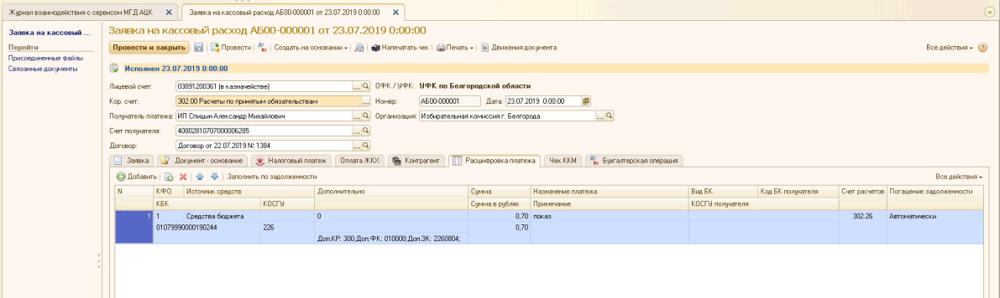 Журнал взаимодействия с сервисом МГД АЦК X Заявка на кассовый расход АБ00-000001 от 23.07.2019 0:00:00 X
Заявка на кассовый ... Заявка на кассовый расход АБ00-000001 от 23.07.2019 0:00:00
Перейти Провести и закрыть Провести Создать на основании Напечатать чек Печать Движения документа Все действия
Присоединенные файлы
Связанные документы Исполнен 23.07.2019 0:00:00
Лицевой счет: 03891200361 (в казначействе) ... ОФК / УФК: УФК по Белгородской области
Кор. счет: 302.00 Расчеты по принятым обязательствам ... Номер: АБ00-000001 Дата: 23.07.2019 0:00:00
Получатель платежа: ИП Спицын Александр Михайлович ... Организация: Избирательная комиссия г. Белгорода ...
Счет получателя: 40802810707000006285 ...
Договор: Договор от 22.07.2019 № 1384 ...
Заявка Документ - основание Налоговый платеж Оплата ЖКХ Контрагент Расшифровка платежа Чек ККМ Бухгалтерская операция
Добавить Заполнить по задолженности Все действия
N КФО Источник средств Дополнительно Сумма Назначение платежа Вид БК Код БК получателя Счет расчетов Погашение задолженности
КБК КОСГУ Сумма в рублях Примечание КОСГУ получателя
1 1 Средства бюджета 0 0,70 показ 302.26 Автоматически
01079990000190244 226 0,70
Доп.КР: 300;Доп.ФК: 010000;Доп.ЭК: 2260804;